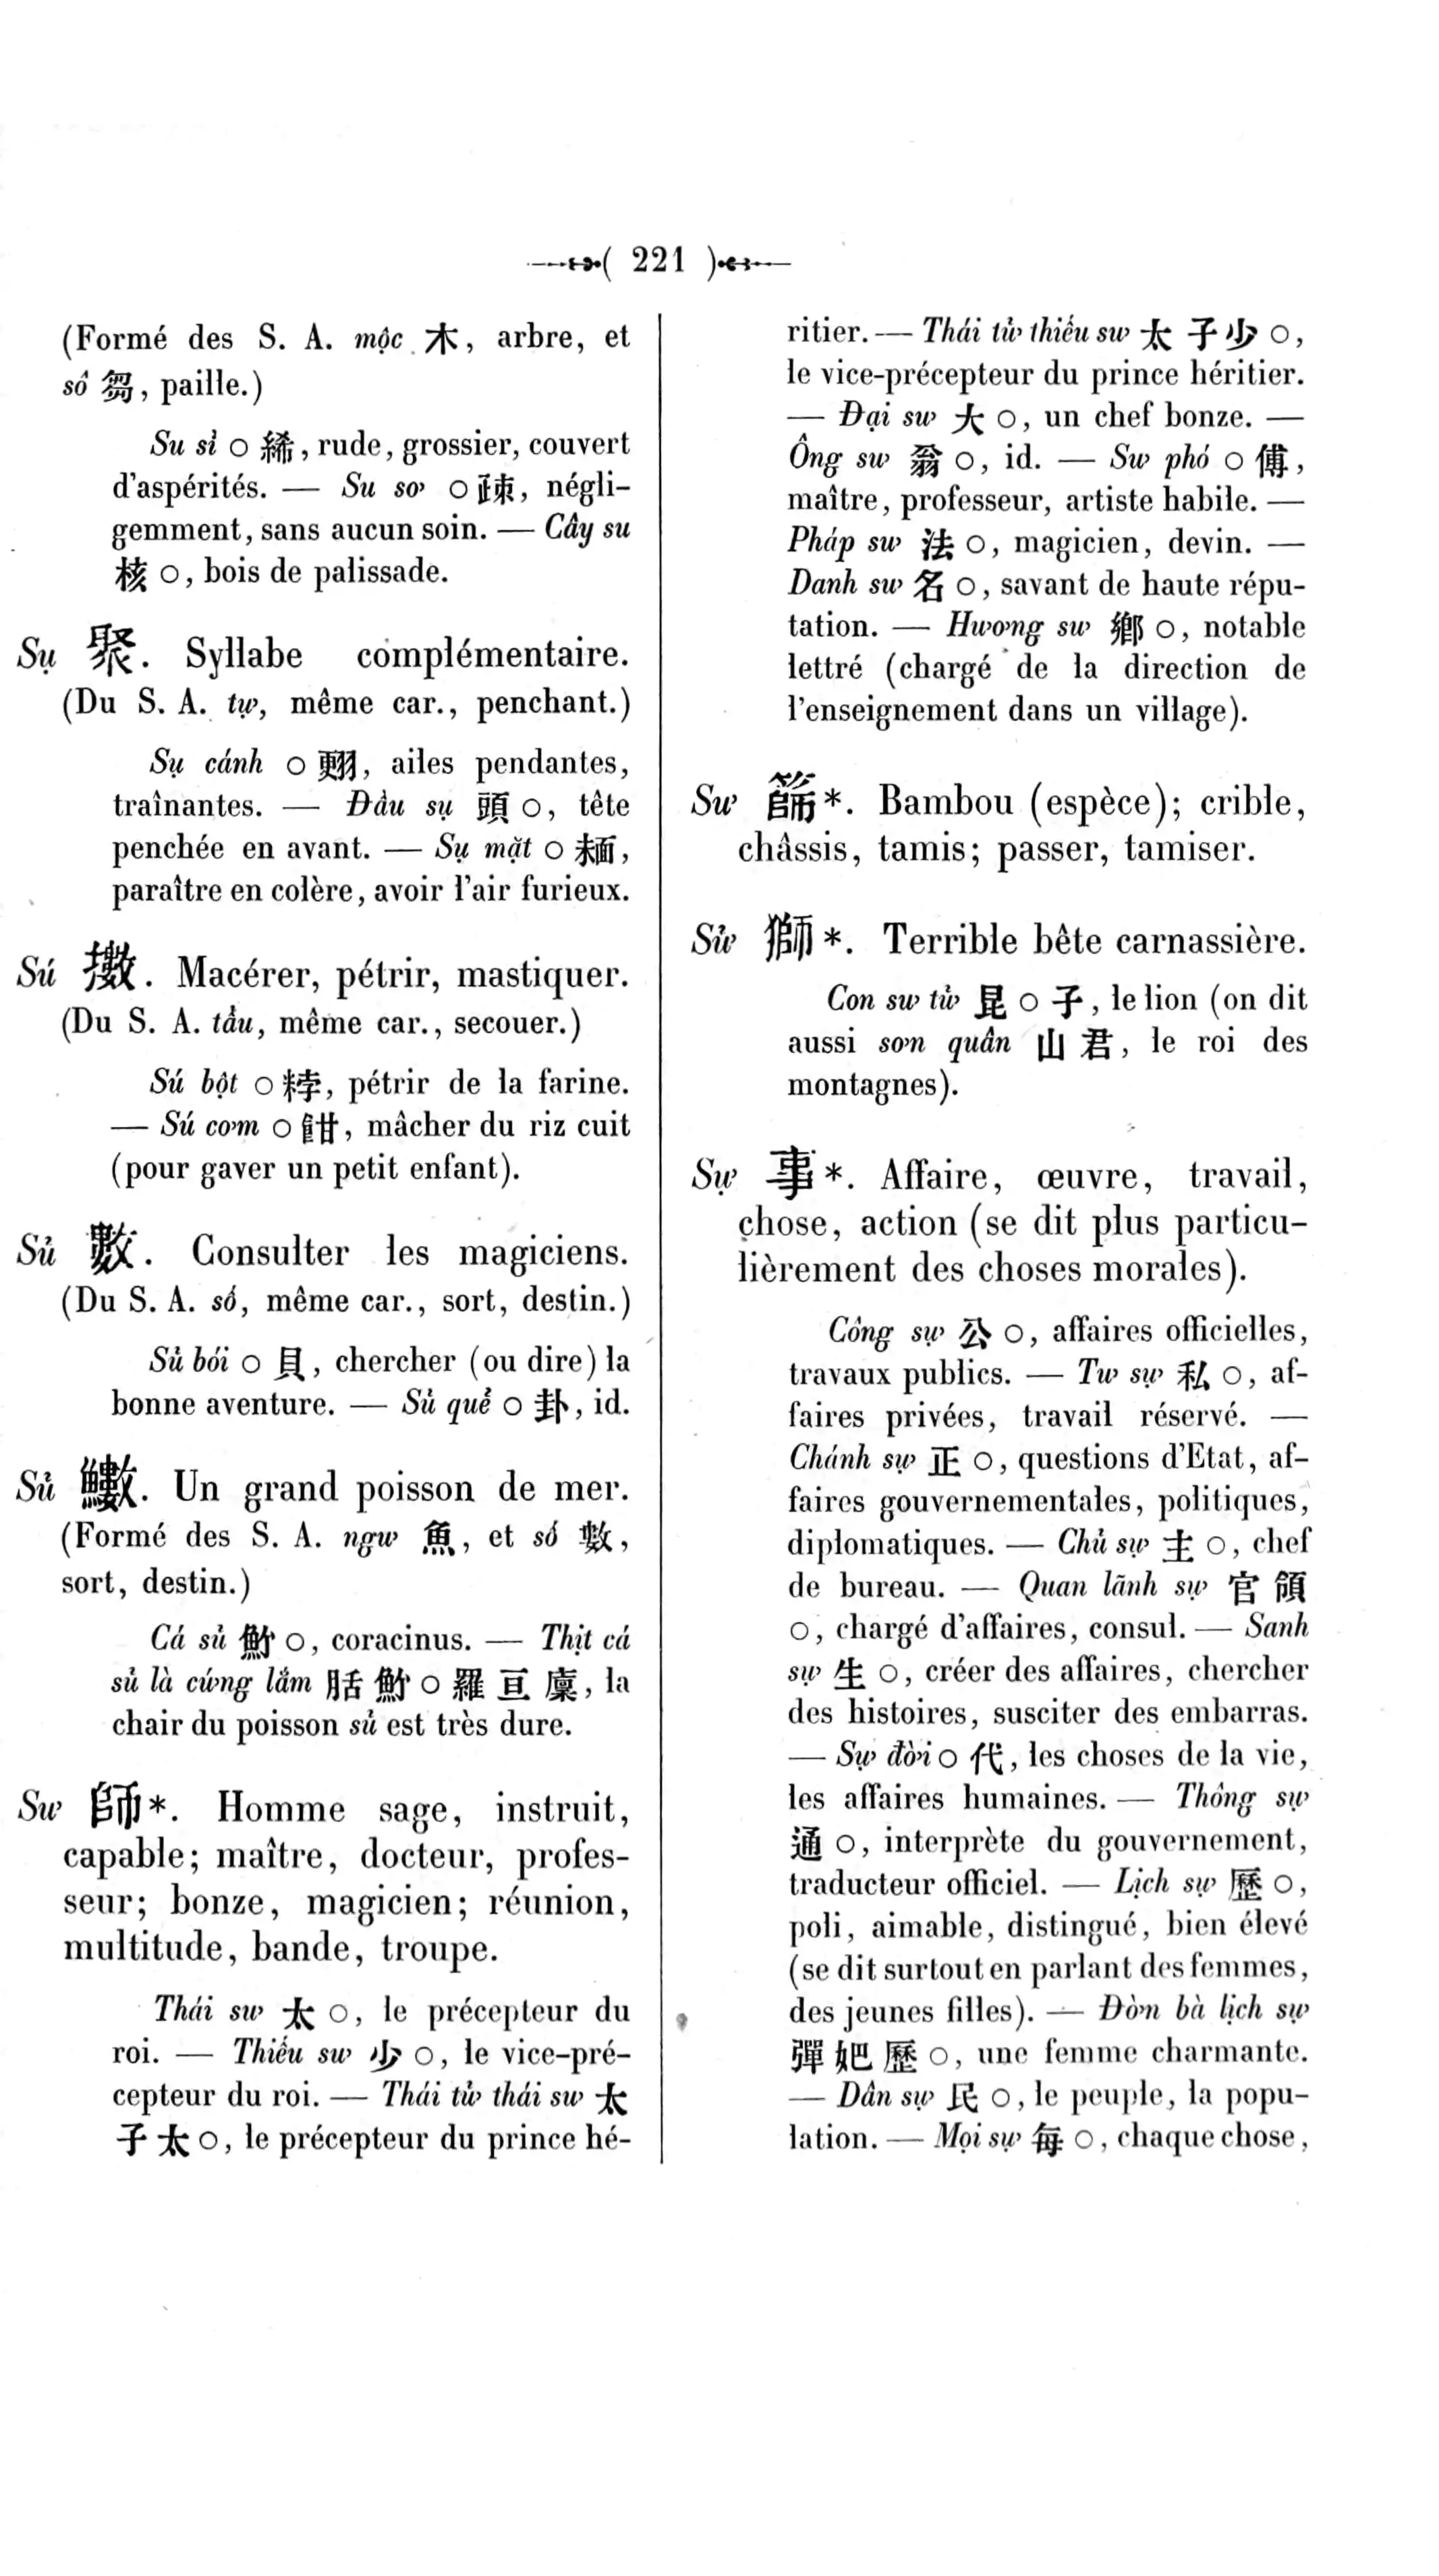 ( 221 )
(Formé des S. A. mộc 木, arbre, et
sô 芻, paille.)
Su sỉ ○ 絺, rude, grossier, couvert
d'aspérités. — Su sơ ○ 疎, négli-
gemment, sans aucun soin. — Cây su
核 ○, bois de palissade.
Sụ 聚. Syllabe complémentaire.
(Du S. A. tụ, même car., penchant.)
Sụ cánh ○ 𦑃, ailes pendantes,
traînantes. — Đầu sụ 頭 ○, tête
penchée en avant. — Sụ mặt ○ 𩈘,
paraître en colère, avoir l'air furieux.
Sú 擻. Macérer, pétrir, mastiquer.
(Du S. A. tẩu, même car., secouer.)
Sú bột ○ 粰, pétrir de la farine.
— Sú cơm ○ 𩚵, mâcher du riz cuit
(pour gaver un petit enfant).
Sủ 數. Consulter les magiciens.
(Du S. A. số, même car., sort, destin.)
Sủ bói ○ 貝, chercher (ou dire) la
bonne aventure. — Sủ quẻ ○ 卦, id.
Sủ. Un grand poisson de mer.
(Formé des S. A. ngư 魚, et số 數,
sort, destin.)
Cá sủ ○, coracinus. — Thịt cá
sủ là cứng lắm ○ 羅 亘 廩, la
chair du poisson sủ est très dure.
Sư 師*. Homme sage, instruit,
capable; maître, docteur, profes-
seur; bonze, magicien; réunion,
multitude, bande, troupe.
Thái sư 太 ○, le précepteur du
roi. — Thiếu sư 少 ○, le vice-pré-
cepteur du roi. — Thái tử thái sư 太
子 太 ○, le précepteur du prince hé-
ritier. — Thái tử thiếu sư 太 子 少 ○,
le vice-précepteur du prince héritier.
— Đại sư 大 ○, un chef bonze. —
Ông sư 翁 ○, id. — Sư phó ○ 傅,
maître, professeur, artiste habile. —
Pháp sư 法 ○, magicien, devin. —
Danh sư 名 ○, savant de haute répu-
tation. — Hương sư 鄉 ○, notable
lettré (chargé de la direction de
l'enseignement dans un village).
Sư 篩*. Bambou (espèce); crible,
châssis, tamis; passer, tamiser.
Sử 獅*. Terrible bête carnassière.
Con sư tử 昆 ○ 子, le lion (on dit
aussi sơn quân 山 君, le roi des
montagnes).
Sự 事*. Affaire, œuvre, travail,
chose, action (se dit plus particu-
lièrement des choses morales).
Công sự 公 ○, affaires officielles,
travaux publics. — Tư sự 私 ○, af-
faires privées, travail réservé. —
Chánh sự 正 ○, questions d'Etat, af-
faires gouvernementales, politiques,
diplomatiques. — Chủ sự 主 ○, chef
de bureau. — Quan lãnh sự 官 領
○, chargé d'affaires, consul. — Sanh
sự 生 ○, créer des affaires, chercher
des histoires, susciter des embarras.
— Sự đời ○ 代, les choses de la vie,
les affaires humaines. — Thông sự
通 ○, interprète du gouvernement,
traducteur officiel. — Lịch sự 歷 ○,
poli, aimable, distingué, bien élevé
(se dit surtout en parlant des femmes,
des jeunes filles). — Đờn bà lịch sự
彈 妑 歷 ○, une femme charmante.
— Dân sự 民 ○, le peuple, la popu-
lation. — Mọi sự 每 ○, chaque chose,